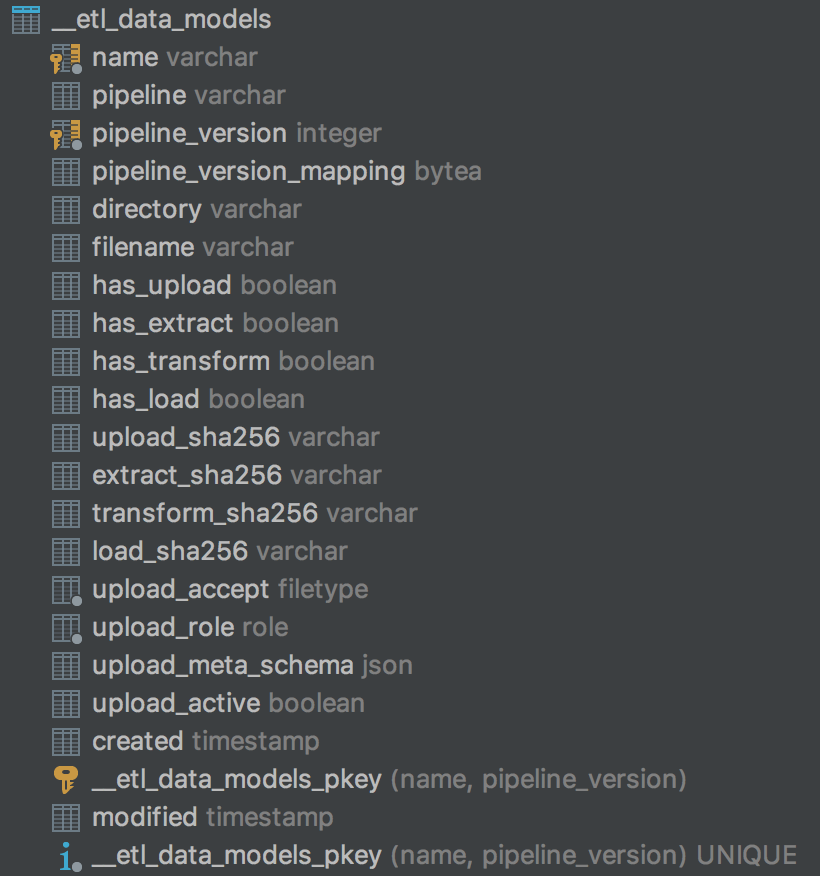 __etl_data_models
name varchar
pipeline varchar
pipeline_version integer
pipeline_version_mapping bytea
directory varchar
filename varchar
has_upload boolean
has_extract boolean
has_transform boolean
has_load boolean
upload_sha256 varchar
extract_sha256 varchar
transform_sha256 varchar
load_sha256 varchar
upload_accept filetype
upload_role role
upload_meta_schema json
upload_active boolean
created timestamp
__etl_data_models_pkey (name, pipeline_version)
modified timestamp
__etl_data_models_pkey (name, pipeline_version) UNIQUE